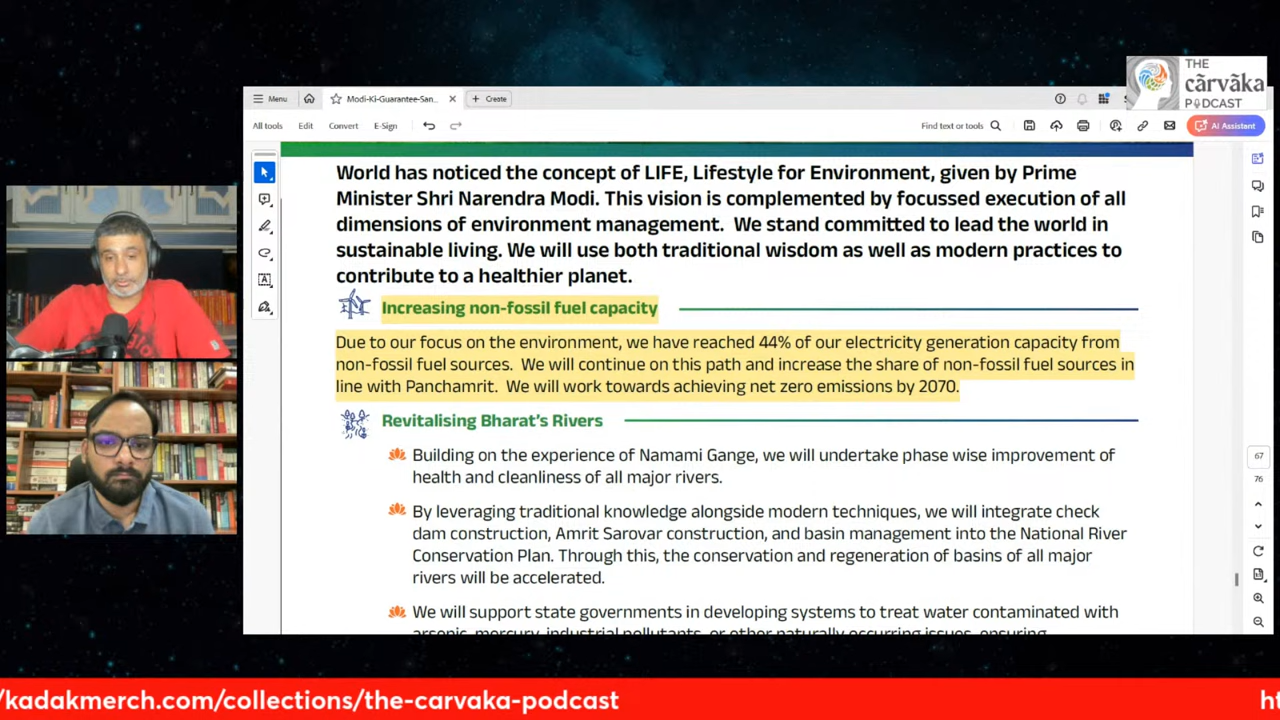 THE
cārvāka
PODCAST
Menu
Modi-Ki-Guarantee-San...
Create
All tools
Edit
Convert
E-Sign
Find text or tools
AI Assistant
World has noticed the concept of LIFE, Lifestyle for Environment, given by Prime
Minister Shri Narendra Modi. This vision is complemented by focussed execution of all
dimensions of environment management. We stand committed to lead the world in
sustainable living. We will use both traditional wisdom as well as modern practices to
contribute to a healthier planet.
Increasing non-fossil fuel capacity
Due to our focus on the environment, we have reached 44% of our electricity generation capacity from
non-fossil fuel sources. We will continue on this path and increase the share of non-fossil fuel sources in
line with Panchamrit. We will work towards achieving net zero emissions by 2070.
Revitalising Bharat's Rivers
Building on the experience of Namami Gange, we will undertake phase wise improvement of
health and cleanliness of all major rivers.
By leveraging traditional knowledge alongside modern techniques, we will integrate check
dam construction, Amrit Sarovar construction, and basin management into the National River
Conservation Plan. Through this, the conservation and regeneration of basins of all major
rivers will be accelerated.
We will support state governments in developing systems to treat water contaminated with
arsenic, mercury, industrial pollutants, or other naturally occurring issues, ensuring
67
76
/kadakmerch.com/collections/the-carvaka-podcast
ht